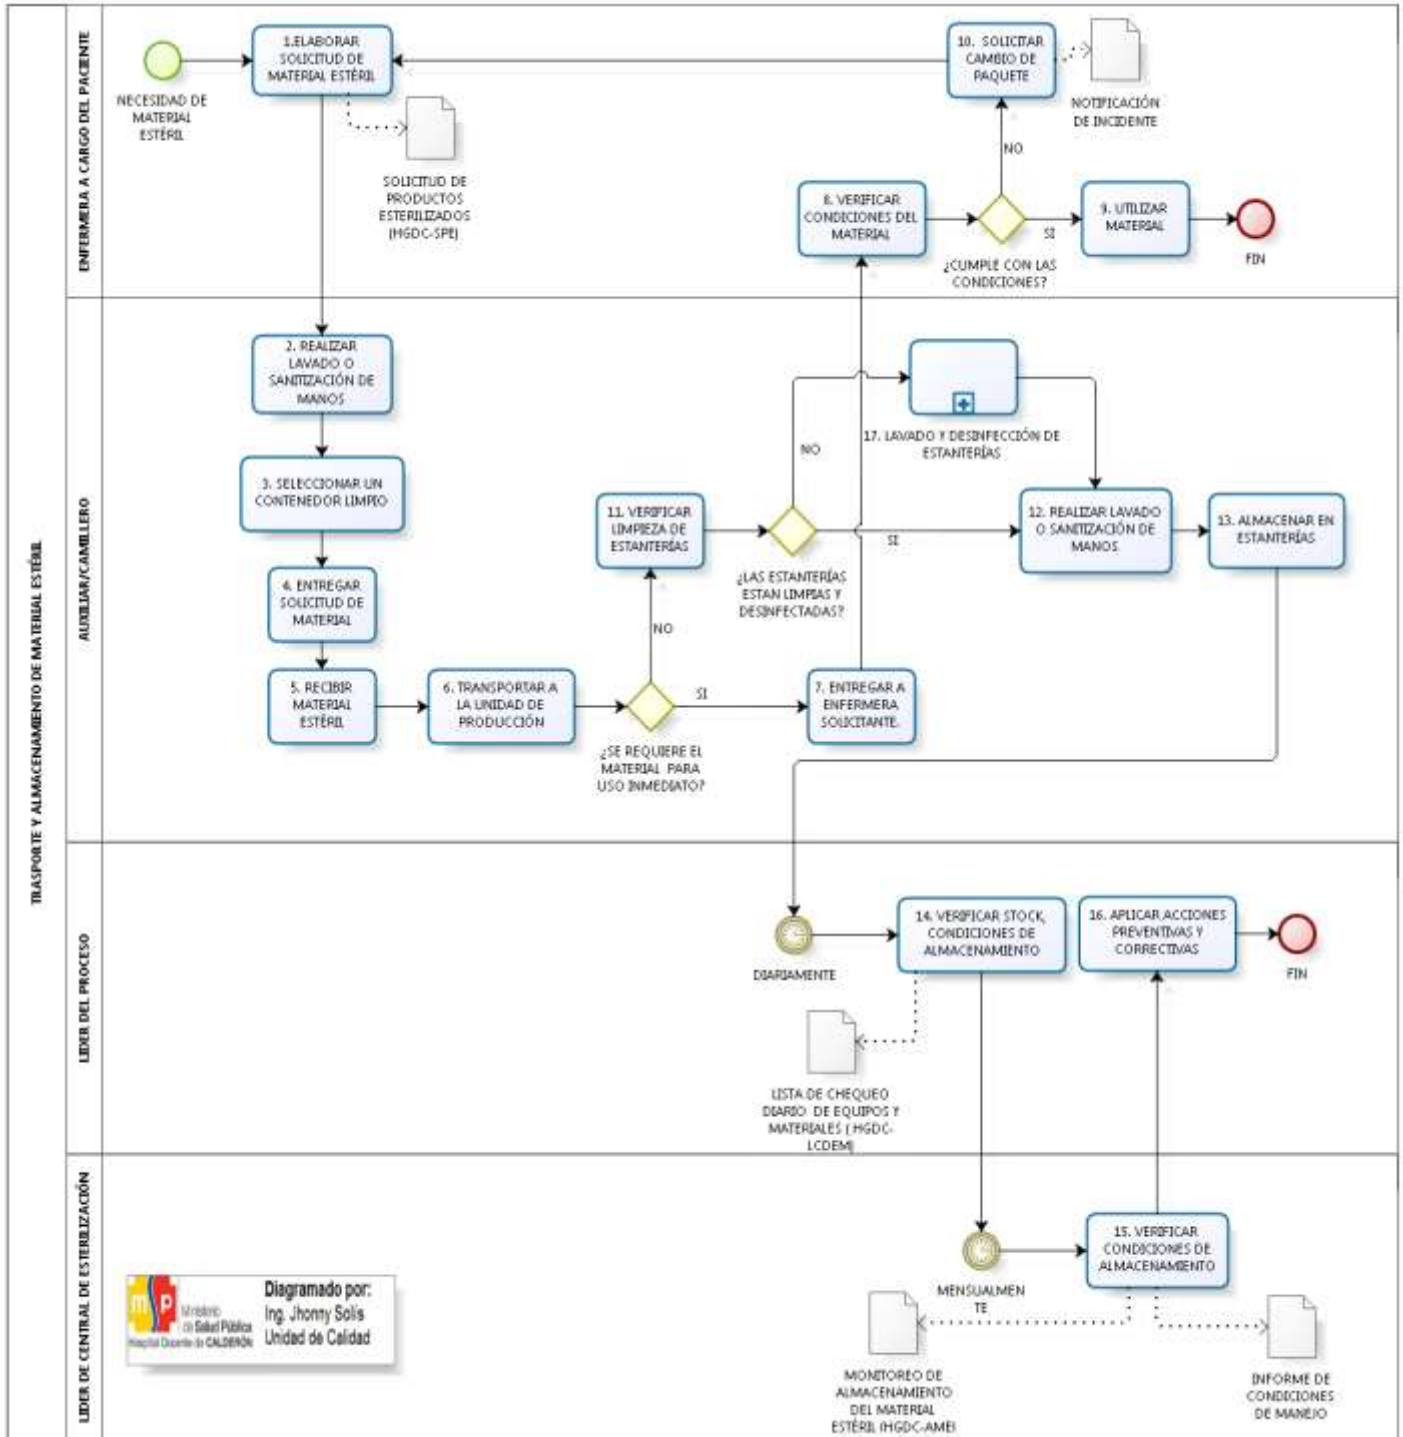 TRASPORTE Y ALMACENAMIENTO DE MATERIAL ESTÉRIL
ENFERMERA A CARGO DEL PACIENTE
NECESIDAD DE
MATERIAL
ESTÉRIL
1.ELABORAR
SOLICITUD DE
MATERIAL ESTÉRIL
SOLICITUD DE
PRODUCTOS
ESTERILIZADOS
(HGDC-SPE)
10. SOLICITAR
CAMBIO DE
PAQUETE
NOTIFICACIÓN
DE INCIDENTE
NO
8. VERIFICAR
CONDICIONES DEL
MATERIAL
¿CUMPLE CON LAS
CONDICIONES?
SI
9. UTILIZAR
MATERIAL
FIN
AUXILIAR/CAMILLERO
2. REALIZAR
LAVADO O
SANITIZACIÓN DE
MANOS
3. SELECCIONAR UN
CONTENEDOR LIMPIO
4. ENTREGAR
SOLICITUD DE
MATERIAL
5. RECIBIR
MATERIAL
ESTÉRIL
6. TRANSPORTAR A
LA UNIDAD DE
PRODUCCIÓN
¿SE REQUIERE EL
MATERIAL PARA
USO INMEDIATO?
NO
SI
7. ENTREGAR A
ENFERMERA
SOLICITANTE.
11. VERIFICAR
LIMPIEZA DE
ESTANTERÍAS
¿LAS ESTANTERÍAS
ESTAN LIMPIAS Y
DESINFECTADAS?
NO
SI
17. LAVADO Y DESINFECCIÓN DE
ESTANTERÍAS
12. REALIZAR LAVADO
O SANITIZACIÓN DE
MANOS
13. ALMACENAR EN
ESTANTERÍAS
LIDER DEL PROCESO
DIARIAMENTE
14. VERIFICAR STOCK,
CONDICIONES DE
ALMACENAMIENTO
LISTA DE CHEQUEO
DIARIO DE EQUIPOS Y
MATERIALES ( HGDC-
LCDEM)
16. APLICAR ACCIONES
PREVENTIVAS Y
CORRECTIVAS
FIN
LIDER DE CENTRAL DE ESTERILIZACIÓN
MENSUALMEN
TE
15. VERIFICAR
CONDICIONES DE
ALMACENAMIENTO
MONITOREO DE
ALMACENAMIENTO
DEL MATERIAL
ESTÉRIL (HGDC-AME)
INFORME DE
CONDICIONES
DE MANEJO
msp
Ministerio
de Salud Pública
Hospital Docente de CALDERÓN
Diagramado por:
Ing. Jhonny Solís
Unidad de Calidad